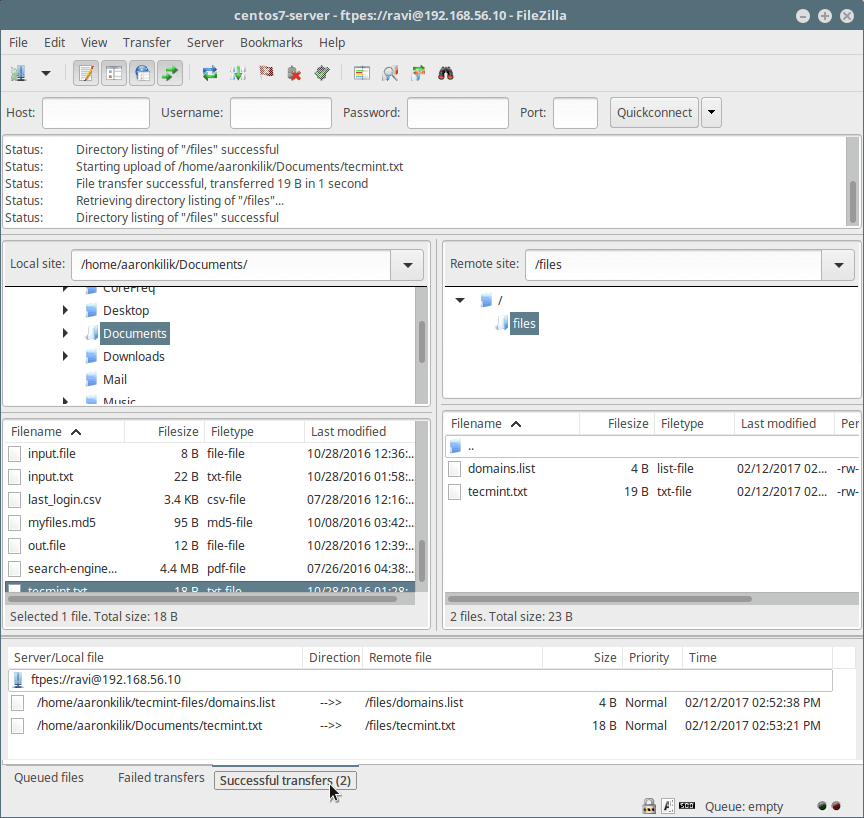 centos7-server - ftpes://ravi@192.168.56.10 - FileZilla
File Edit View Transfer Server Bookmarks Help
Host: Username: Password: Port: Quickconnect
Status: Directory listing of "/files" successful
Status: Starting upload of /home/aaronkilik/Documents/tecmint.txt
Status: File transfer successful, transferred 19 B in 1 second
Status: Retrieving directory listing of "/files"...
Status: Directory listing of "/files" successful
Local site: /home/aaronkilik/Documents/
CoreFreq
Desktop
Documents
Downloads
Mail
Music
Remote site: /files
/
files
Filename Filesize Filetype Last modified
input.file 8 B file-file 10/28/2016 12:36:...
input.txt 22 B txt-file 10/28/2016 01:58:...
last_login.csv 3.4 KB csv-file 07/28/2016 12:16:...
myfiles.md5 95 B md5-file 10/08/2016 03:42:...
out.file 12 B file-file 10/28/2016 12:39:...
search-engine... 4.4 MB pdf-file 07/26/2016 04:38:...
tecmint.txt 18 B txt-file 10/28/2016 01:28:...
Selected 1 file. Total size: 18 B
Filename Filesize Filetype Last modified Per
..
domains.list 4 B list-file 02/12/2017 02... -rw-
tecmint.txt 19 B txt-file 02/12/2017 02... -rw-
2 files. Total size: 23 B
Server/Local file Direction Remote file Size Priority Time
ftpes://ravi@192.168.56.10
/home/aaronkilik/tecmint-files/domains.list -->> /files/domains.list 4 B Normal 02/12/2017 02:52:38 PM
/home/aaronkilik/Documents/tecmint.txt -->> /files/tecmint.txt 18 B Normal 02/12/2017 02:53:21 PM
Queued files Failed transfers Successful transfers (2)
Queue: empty